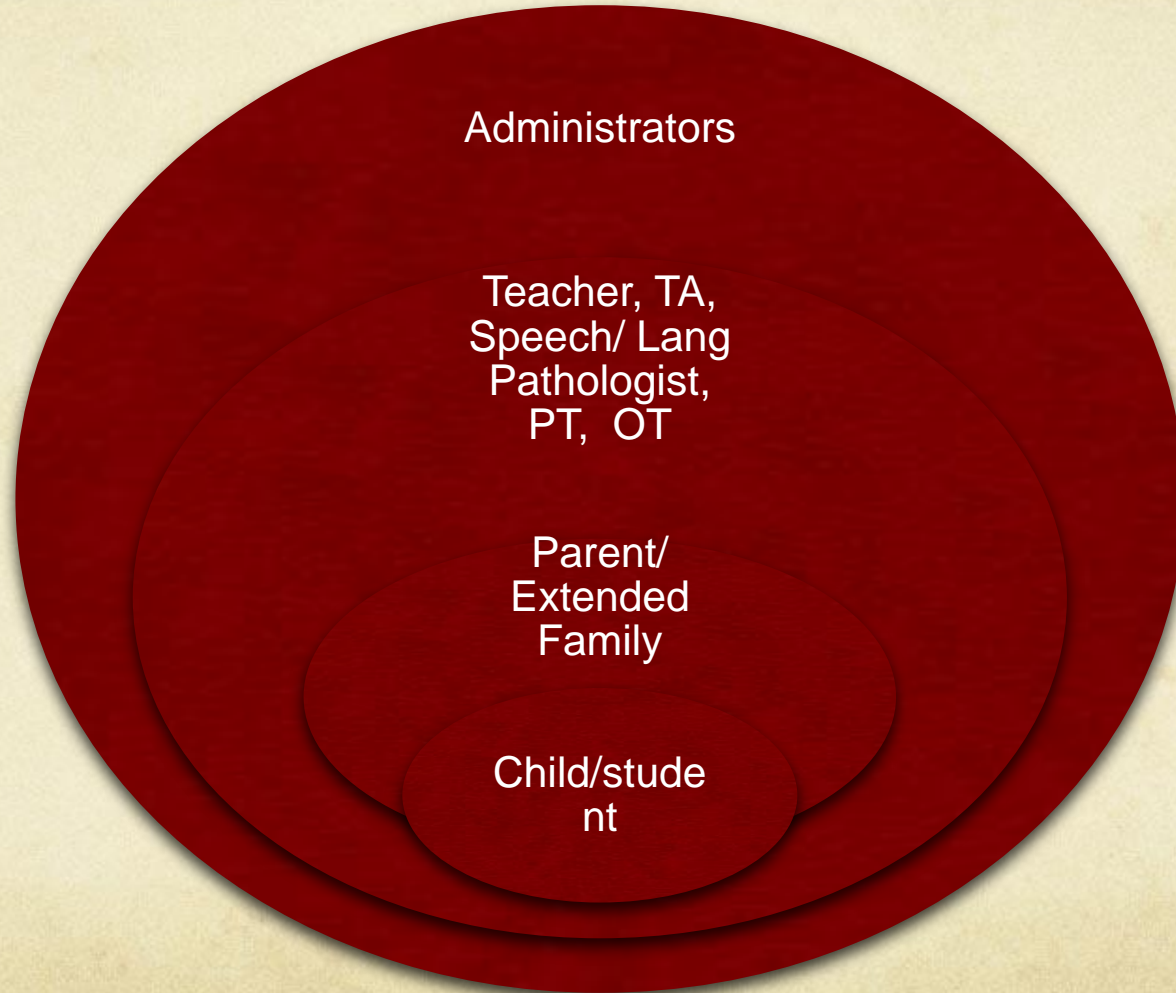 Administrators
Teacher, TA,
Speech/ Lang
Pathologist,
PT, OT
Parent/
Extended
Family
Child/stude
nt